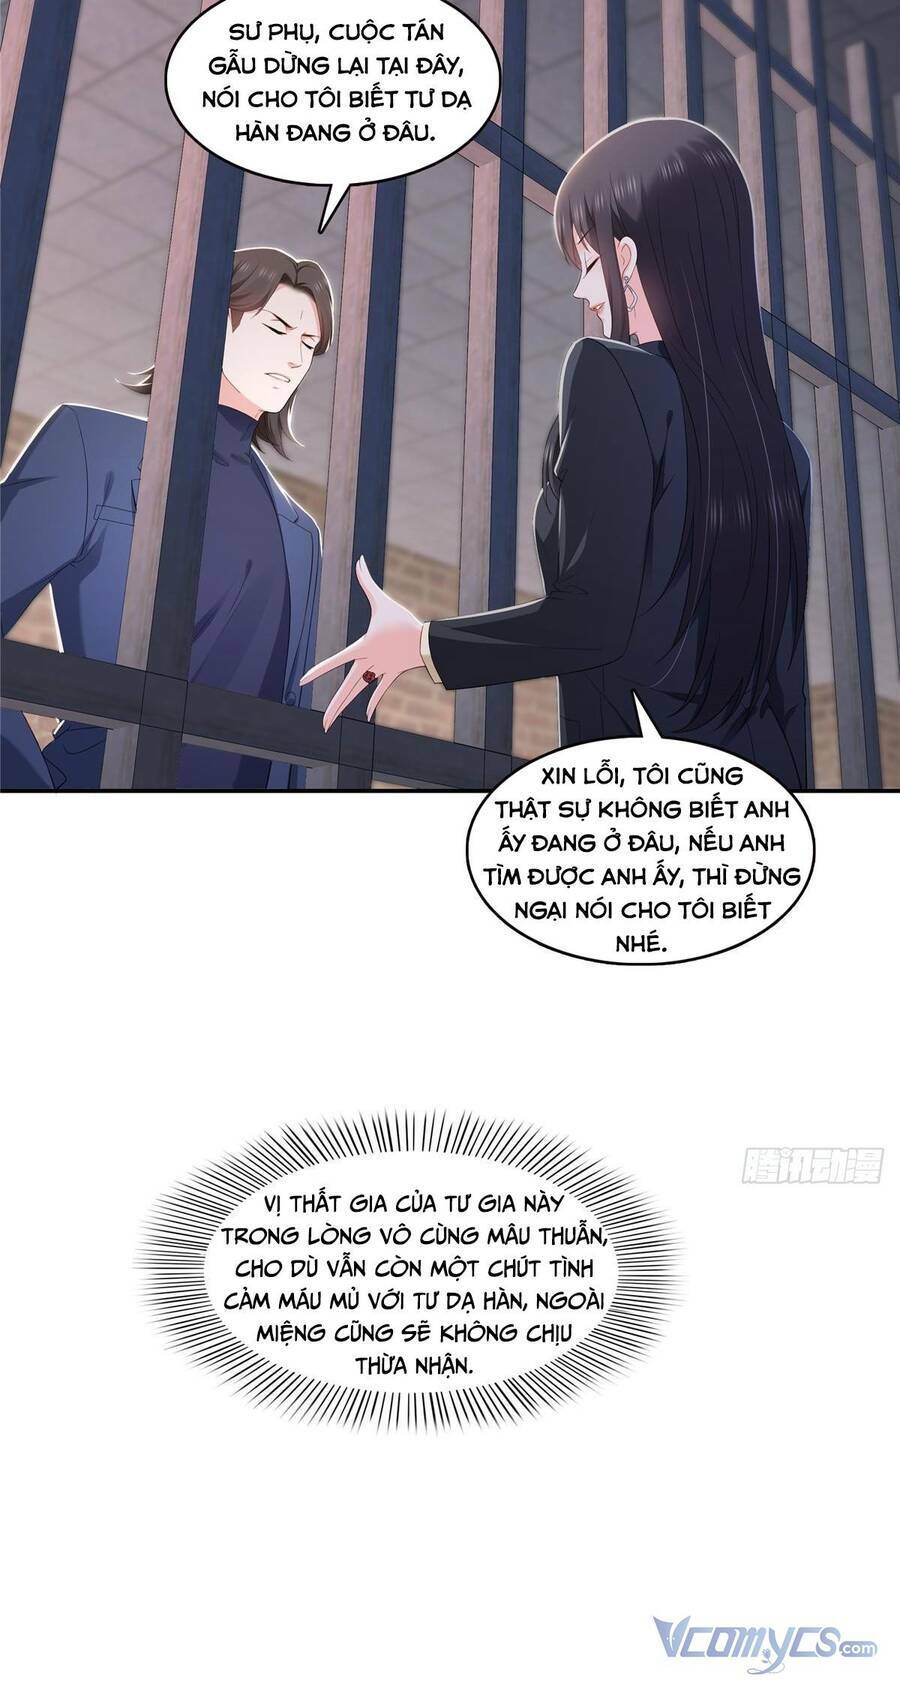 SƯ PHỤ, CUỘC TÁN
GẪU DỪNG LẠI TẠI ĐÂY,
NÓI CHO TÔI BIẾT TƯ DẠ
HÀN ĐANG Ở ĐÂU.
XIN LỖI, TÔI CŨNG
THẬT SỰ KHÔNG BIẾT ANH
ẤY ĐANG Ở ĐÂU, NẾU ANH
TÌM ĐƯỢC ANH ẤY, THÌ ĐỪNG
NGẠI NÓI CHO TÔI BIẾT
NHÉ.
腾讯动漫
VỊ THẤT GIA CỦA TƯ GIA NÀY
TRONG LÒNG VÔ CÙNG MÂU THUẪN,
CHO DÙ VẪN CÒN MỘT CHÚT TÌNH
CẢM MÁU MỦ VỚI TƯ DẠ HÀN, NGOÀI
MIỆNG CŨNG SẼ KHÔNG CHỊU
THỪA NHẬN.
VCOMYCS.com